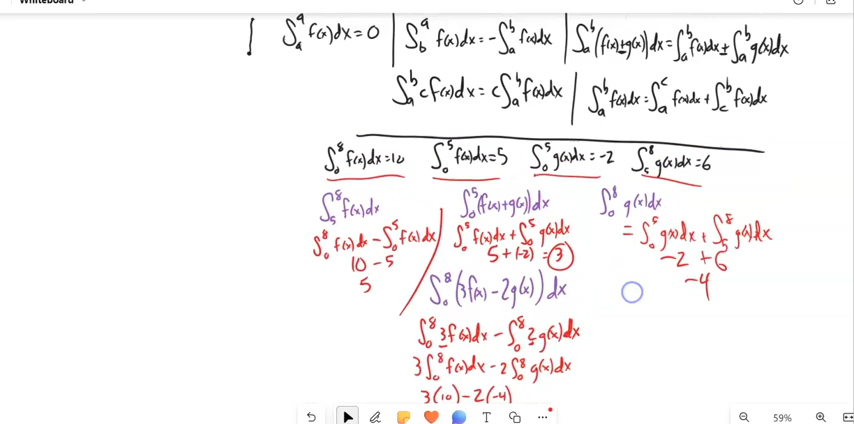 Whiteboard
∫ₐᵃ f(x)dx = 0 | ∫_b^a f(x)dx = -∫ₐᵇ f(x)dx | ∫ₐᵇ (f(x) ± g(x))dx = ∫ₐᵇ f(x)dx ± ∫ₐᵇ g(x)dx
∫ₐᵇ cf(x)dx = c∫ₐᵇ f(x)dx | ∫ₐᵇ f(x)dx = ∫ₐᶜ f(x)dx + ∫_c^b f(x)dx
∫₀⁸ f(x)dx = 10 ∫₀⁵ f(x)dx = 5 ∫₀⁵ g(x)dx = -2 ∫₅⁸ g(x)dx = 6
∫₅⁸ f(x)dx
∫₀⁸ f(x)dx - ∫₀⁵ f(x)dx
10 - 5
5
∫₀⁵ (f(x) + g(x))dx
∫₀⁵ f(x)dx + ∫₀⁵ g(x)dx
5 + (-2) = 3
∫₀⁸ g(x)dx
= ∫₀⁵ g(x)dx + ∫₅⁸ g(x)dx
-2 + 6
-4
∫₀⁸ (3f(x) - 2g(x))dx
∫₀⁸ 3f(x)dx - ∫₀⁸ 2g(x)dx
3∫₀⁸ f(x)dx - 2∫₀⁸ g(x)dx
3(10) - 2(-4)
T
59%